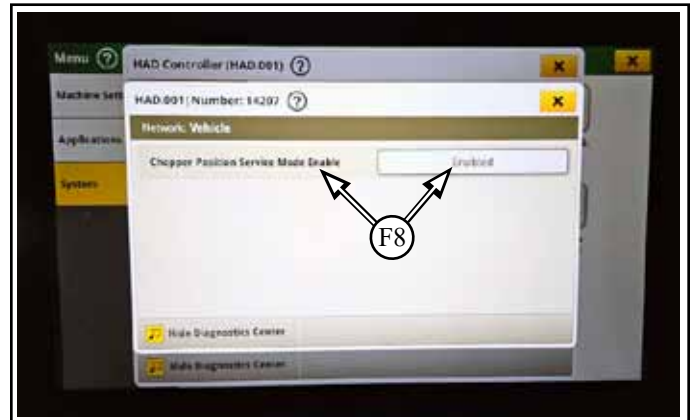 Menu ?
HAD Controller (HAD.001) ?
Machine Sett
HAD.001 | Number: 14207 ?
Network: Vehicle
Applications
Chopper Position Service Mode Enable
Enabled
System
F8
Hide Diagnostics Center
Hide Diagnostics Center